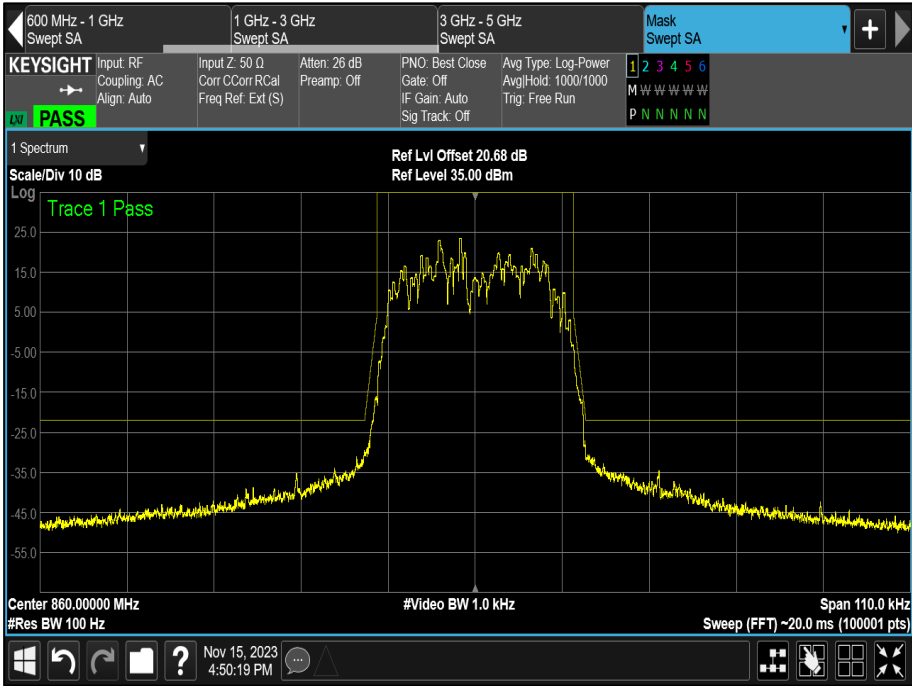 600 MHz - 1 GHz
Swept SA
1 GHz - 3 GHz
Swept SA
3 GHz - 5 GHz
Swept SA
Mask
Swept SA
+
KEYSIGHT
LXI
PASS
Input: RF
Coupling: AC
Align: Auto
Input Z: 50 Ω
Corr CCorr RCal
Freq Ref: Ext (S)
Atten: 26 dB
Preamp: Off
PNO: Best Close
Gate: Off
IF Gain: Auto
Sig Track: Off
Avg Type: Log-Power
Avg|Hold: 1000/1000
Trig: Free Run
1 2 3 4 5 6
M W W W W W
P N N N N N
1 Spectrum
Scale/Div 10 dB
Ref Lvl Offset 20.68 dB
Ref Level 35.00 dBm
Log
Trace 1 Pass
25.0
15.0
5.00
-5.00
-15.0
-25.0
-35.0
-45.0
-55.0
Center 860.00000 MHz
#Video BW 1.0 kHz
Span 110.0 kHz
#Res BW 100 Hz
Sweep (FFT) ~20.0 ms (100001 pts)
?
Nov 15, 2023
4:50:19 PM